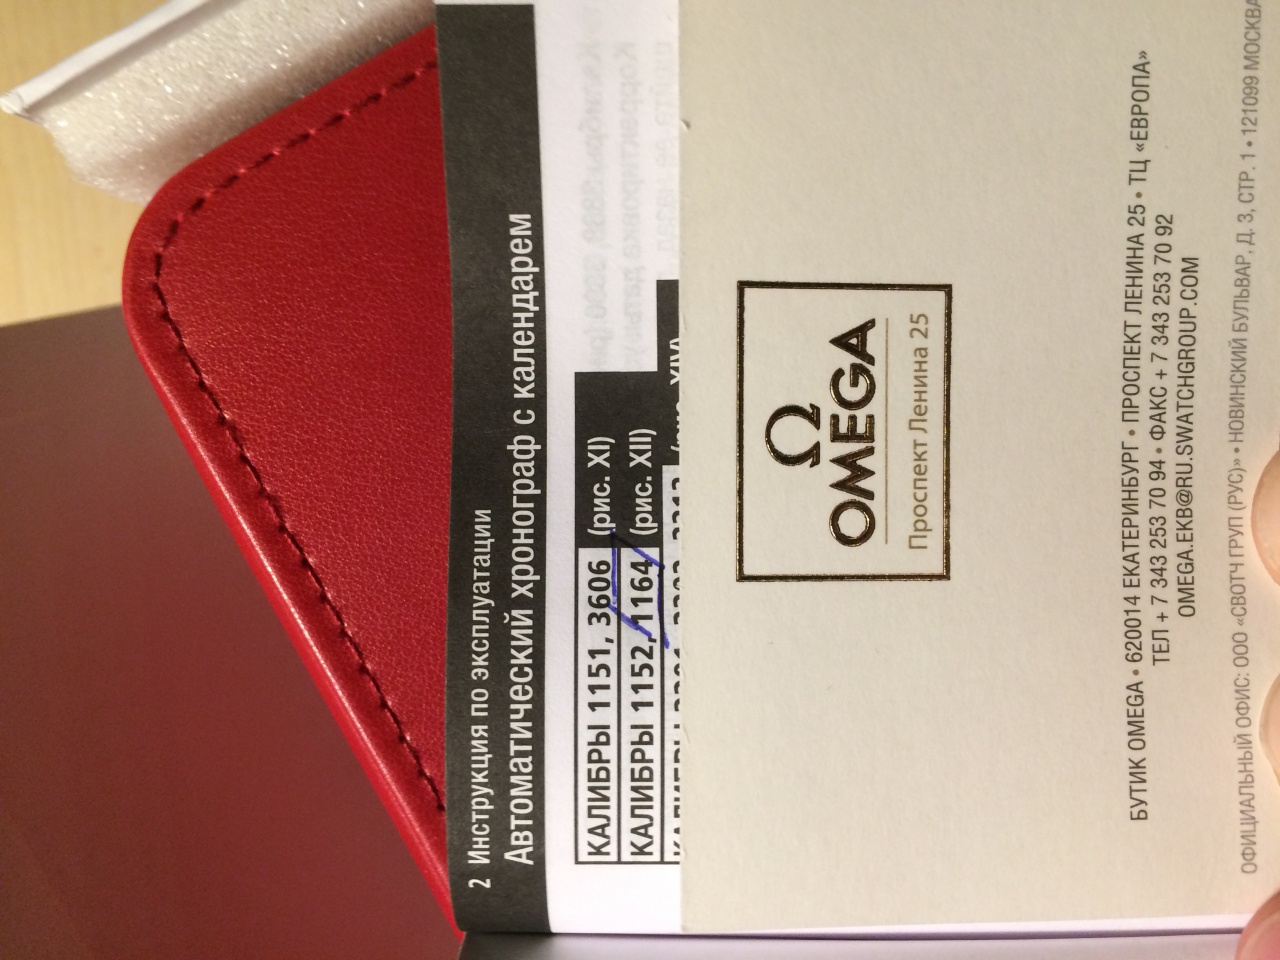 2 Инструкция по эксплуатации
Автоматический хронограф с календарем
КАЛИБРЫ 1151, 3606 (рис. XI)
КАЛИБРЫ 1152, 1164 (рис. XII)
Ω
OMEGA
Проспект Ленина 25
БУТИК OMEGA • 620014 ЕКАТЕРИНБУРГ • ПРОСПЕКТ ЛЕНИНА 25 • ТЦ «ЕВРОПА»
ТЕЛ + 7 343 253 70 94 • ФАКС + 7 343 253 70 92
OMEGA.EKB@RU.SWATCHGROUP.COM
ОФИЦИАЛЬНЫЙ ОФИС: ООО «СВОТЧ ГРУП (РУС)» • НОВИНСКИЙ БУЛЬВАР, Д. 3, СТР. 1 • 121099 МОСКВА